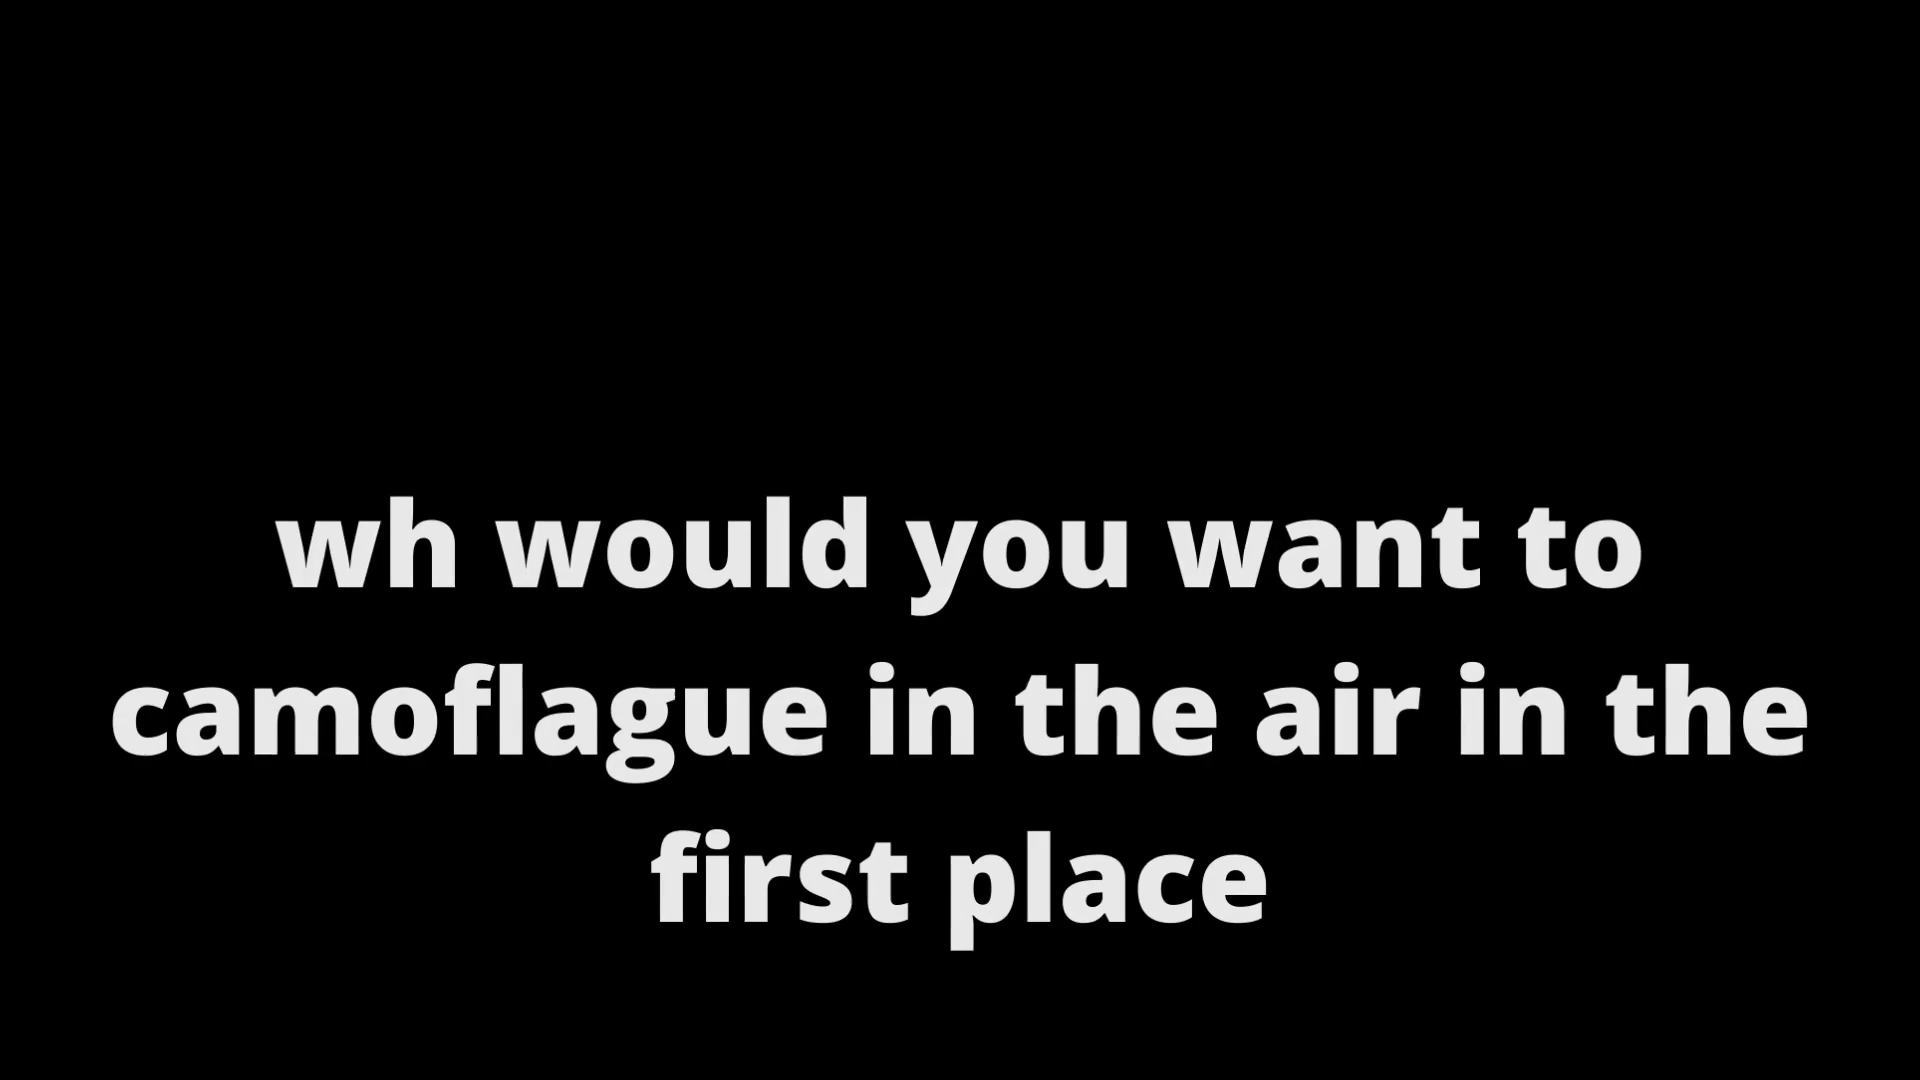 wh would you want to
camoflague in the air in the
first place